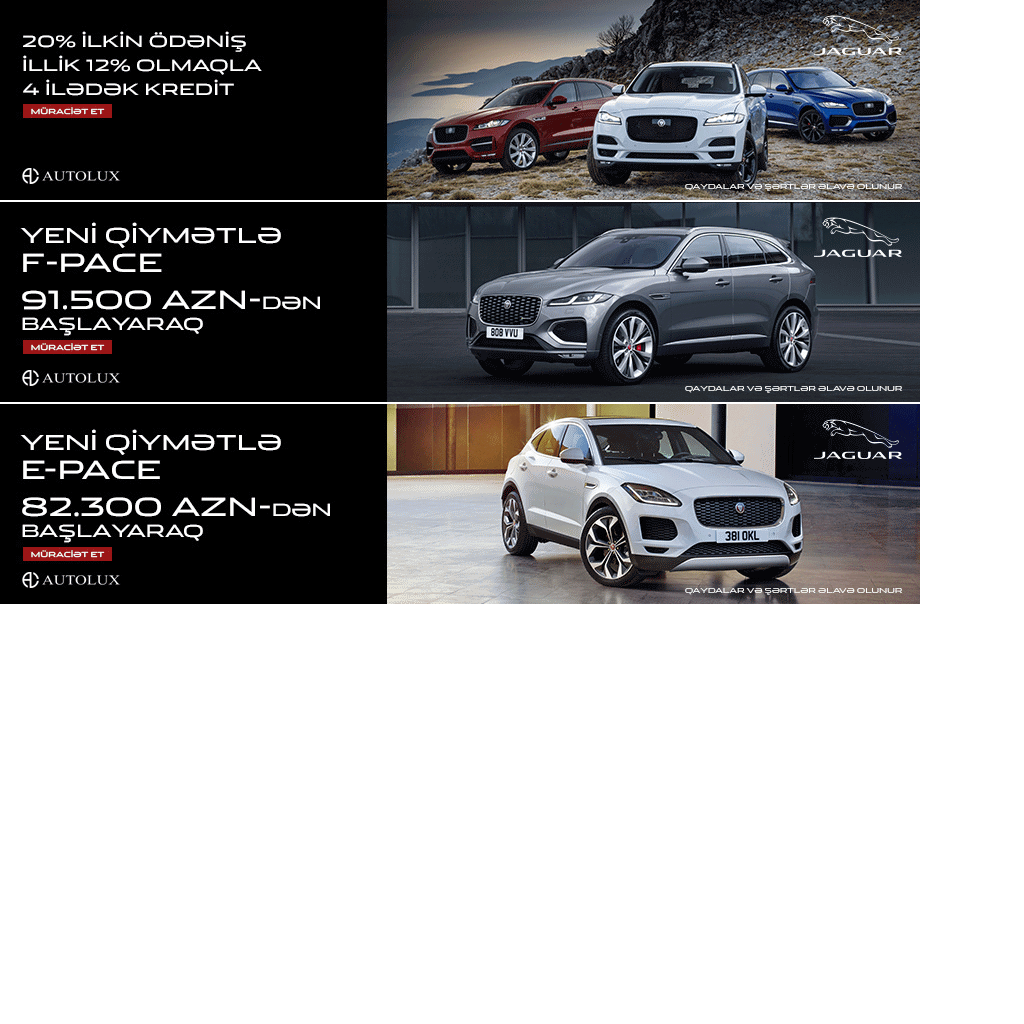 20% İLKİN ÖDƏNİŞ
İLLİK 12% OLMAQLA
4 İLƏDƏK KREDİT
MÜRACİƏT ET
AUTOLUX
JAGUAR
QAYDALAR VƏ ŞƏRTLƏR ƏLAVƏ OLUNUR
YENİ QİYMƏTLƏ
F-PACE
91.500 AZN-DƏN
BAŞLAYARAQ
MÜRACİƏT ET
AUTOLUX
JAGUAR
808 VVU
QAYDALAR VƏ ŞƏRTLƏR ƏLAVƏ OLUNUR
YENİ QİYMƏTLƏ
E-PACE
82.300 AZN-DƏN
BAŞLAYARAQ
MÜRACİƏT ET
AUTOLUX
JAGUAR
381 OKL
QAYDALAR VƏ ŞƏRTLƏR ƏLAVƏ OLUNUR